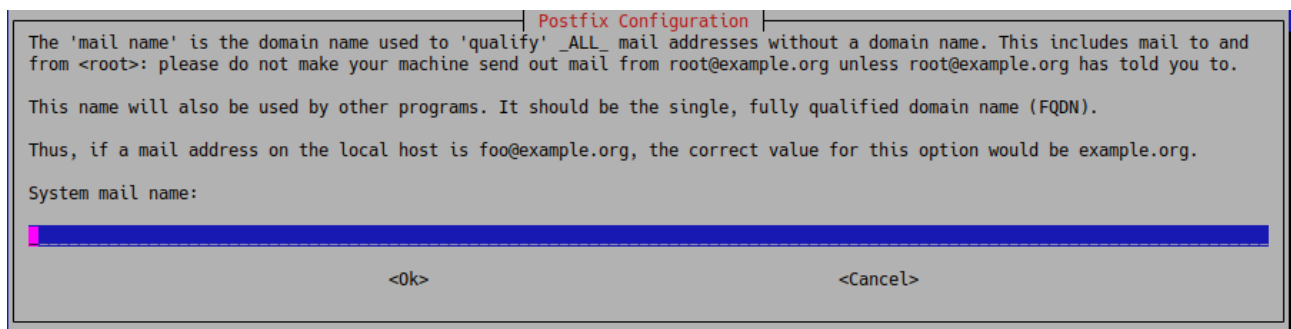 Postfix Configuration
The 'mail name' is the domain name used to 'qualify' _ALL_ mail addresses without a domain name. This includes mail to and
from <root>: please do not make your machine send out mail from root@example.org unless root@example.org has told you to.
This name will also be used by other programs. It should be the single, fully qualified domain name (FQDN).
Thus, if a mail address on the local host is foo@example.org, the correct value for this option would be example.org.
System mail name:
<Ok> <Cancel>